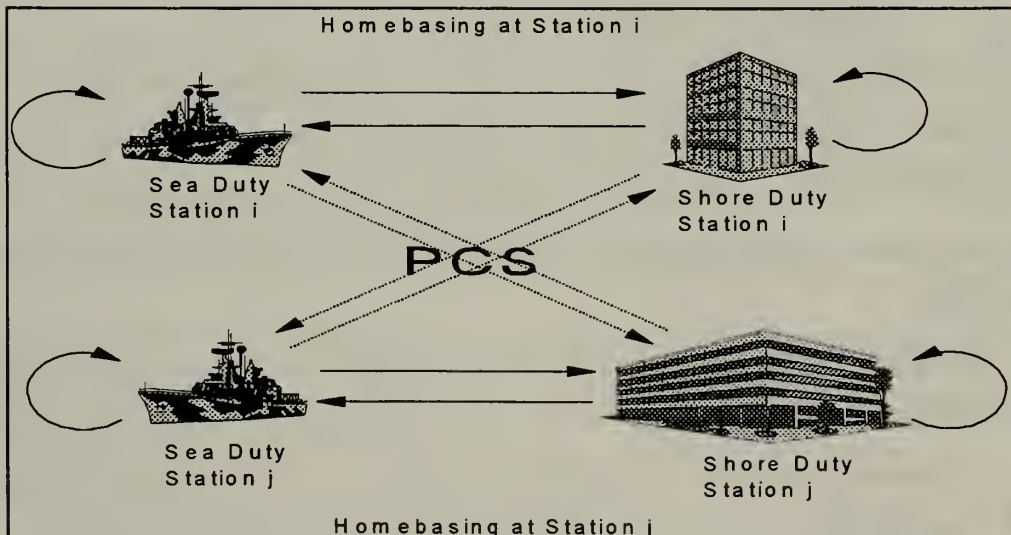 Homebasing at Station i
Sea Duty
Station i
Shore Duty
Station i
PCS
Sea Duty
Station j
Shore Duty
Station j
Homebasing at Station j